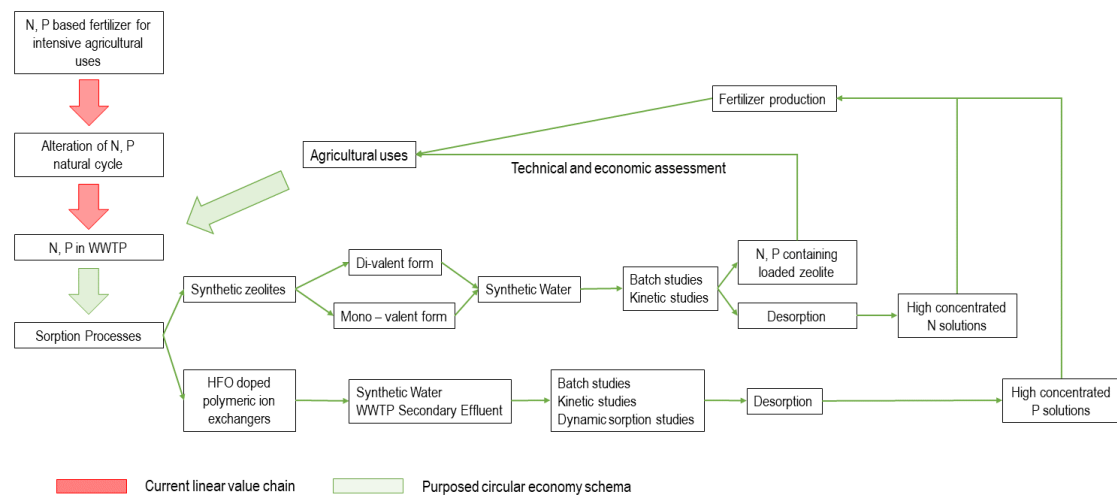 N, P based fertilizer for
intensive agricultural
uses
Fertilizer production
Alteration of N, P
natural cycle
Agricultural uses
Technical and economic assessment
N, P in WWTP
Di-valent form
N, P containing
loaded zeolite
Synthetic zeolites
Synthetic Water
Batch studies
Kinetic studies
Mono – valent form
Desorption
High concentrated
N solutions
Sorption Processes
HFO doped
polymeric ion
exchangers
Synthetic Water
WWTP Secondary Effluent
Batch studies
Kinetic studies
Dynamic sorption studies
Desorption
High concentrated
P solutions
Current linear value chain
Purposed circular economy schema